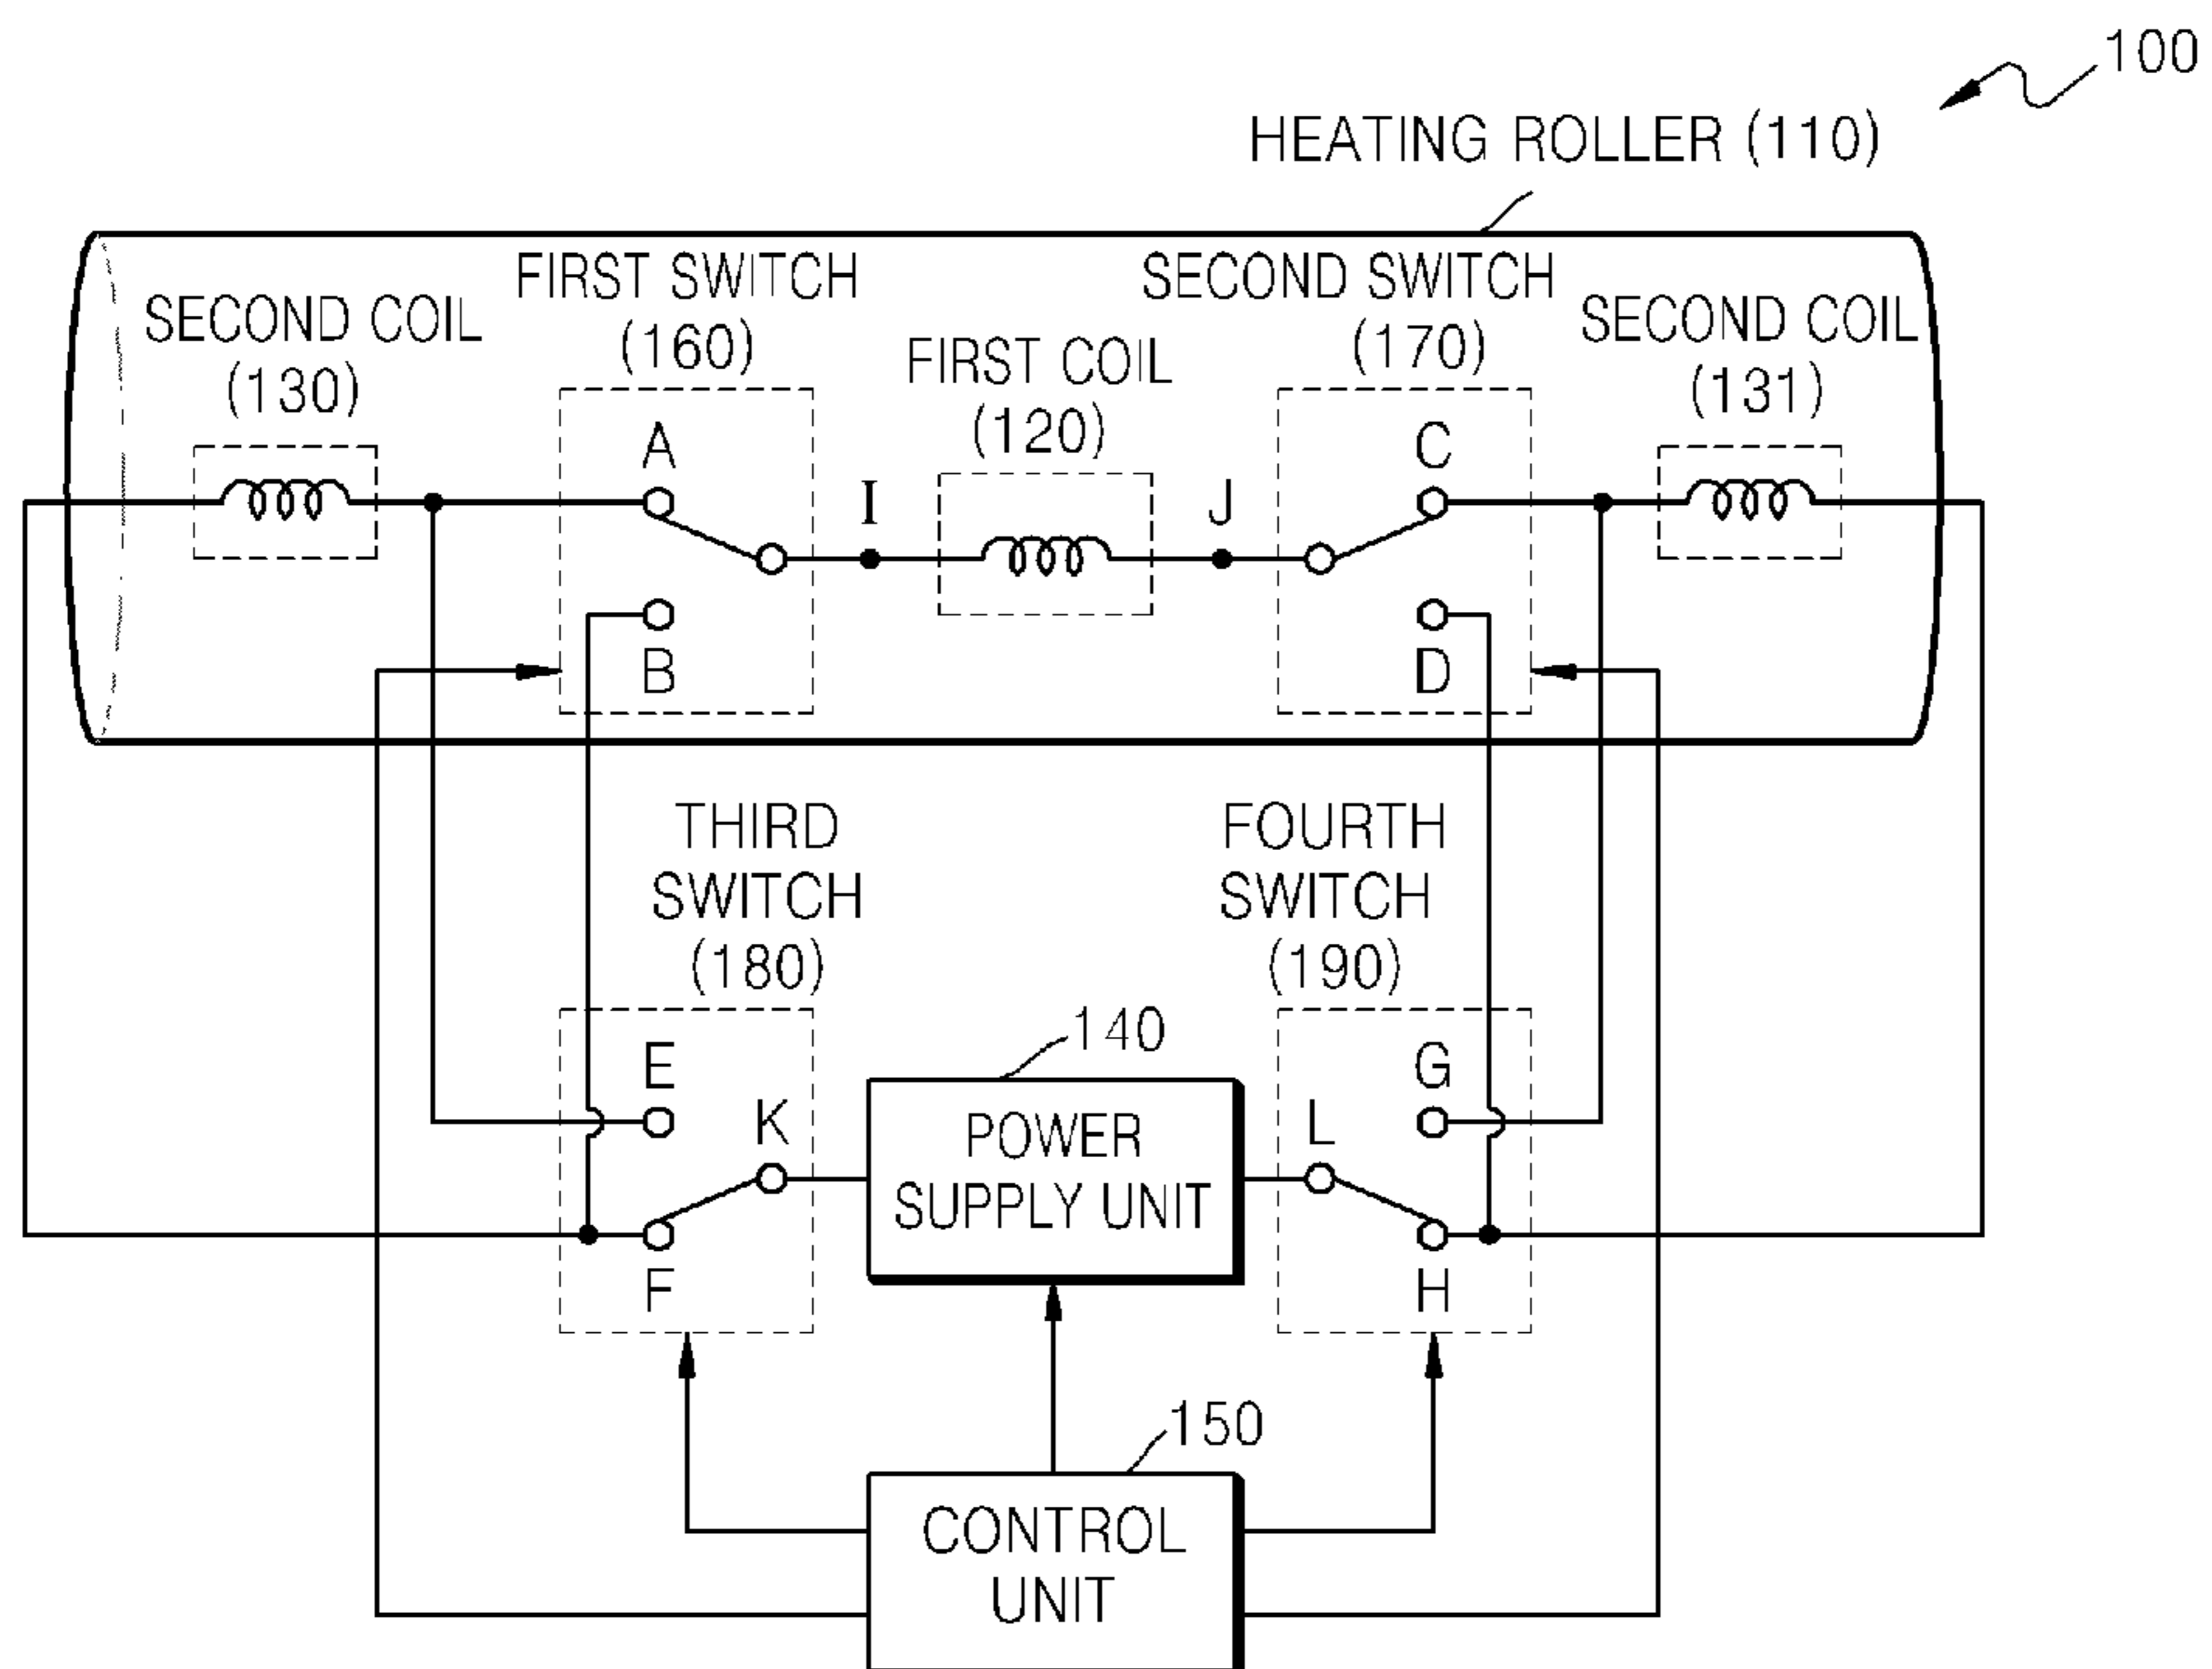 100
HEATING ROLLER (110)
SECOND COIL
(130)
FIRST SWITCH
(160)
FIRST COIL
(120)
SECOND SWITCH
(170)
SECOND COIL
(131)
A
B
I
J
C
D
THIRD
SWITCH
(180)
FOURTH
SWITCH
(190)
E
K
F
140
POWER
SUPPLY UNIT
L
G
H
150
CONTROL
UNIT